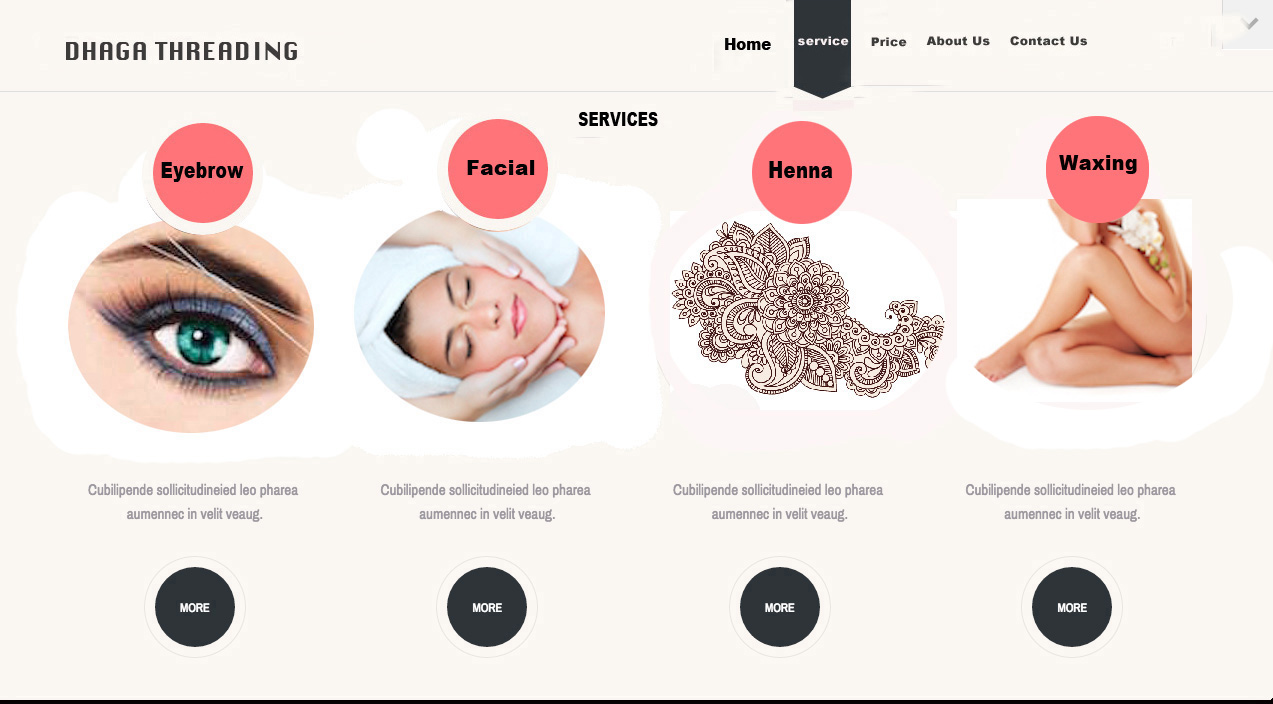 DHAGA THREADING
Home
service
Price
About Us
Contact Us
SERVICES
Eyebrow
Facial
Henna
Waxing
Cubilipende sollicitudineied leo pharea
aumennec in velit veaug.
Cubilipende sollicitudineied leo pharea
aumennec in velit veaug.
Cubilipende sollicitudineied leo pharea
aumennec in velit veaug.
Cubilipende sollicitudineied leo pharea
aumennec in velit veaug.
MORE
MORE
MORE
MORE